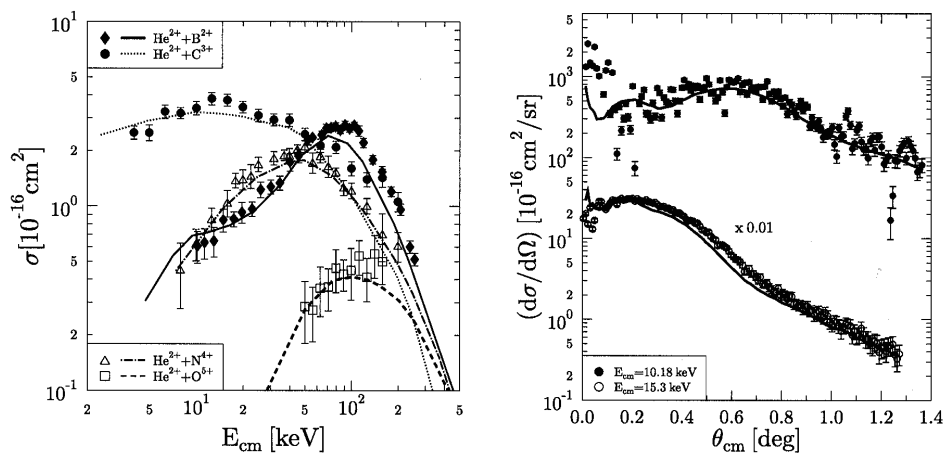 10¹
5
2
10⁰
5
2
10⁻¹
σ[10⁻¹⁶cm²]
He²⁺+B²⁺
He²⁺+C³⁺
He²⁺+N⁴⁺
He²⁺+O⁵⁺
2 5 10¹ 2 5 10² 2 5
E_cm [keV]
5
2
10³
5
2
10²
5
2
10¹
5
2
10⁰
5
2
10⁻¹
(dσ/dΩ) [10⁻¹⁶cm²/sr]
x 0.01
E_cm=10.18 keV
E_cm=15.3 keV
0.0 0.2 0.4 0.6 0.8 1.0 1.2 1.4
θ_cm [deg]